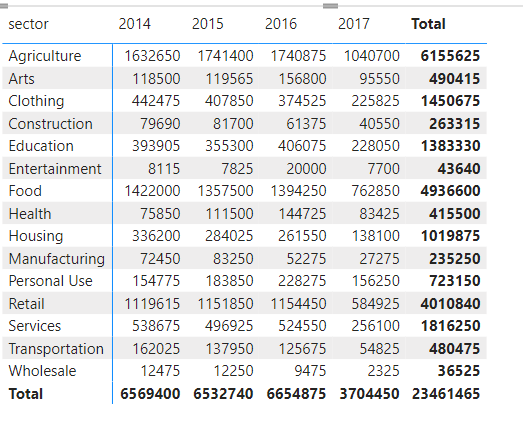 sector 2014 2015 2016 2017 Total
Agriculture 1632650 1741400 1740875 1040700 6155625
Arts 118500 119565 156800 95550 490415
Clothing 442475 407850 374525 225825 1450675
Construction 79690 81700 61375 40550 263315
Education 393905 355300 406075 228050 1383330
Entertainment 8115 7825 20000 7700 43640
Food 1422000 1357500 1394250 762850 4936600
Health 75850 111500 144725 83425 415500
Housing 336200 284025 261550 138100 1019875
Manufacturing 72450 83250 52275 27275 235250
Personal Use 154775 183850 228275 156250 723150
Retail 1119615 1151850 1154450 584925 4010840
Services 538675 496925 524550 256100 1816250
Transportation 162025 137950 125675 54825 480475
Wholesale 12475 12250 9475 2325 36525
Total 6569400 6532740 6654875 3704450 23461465